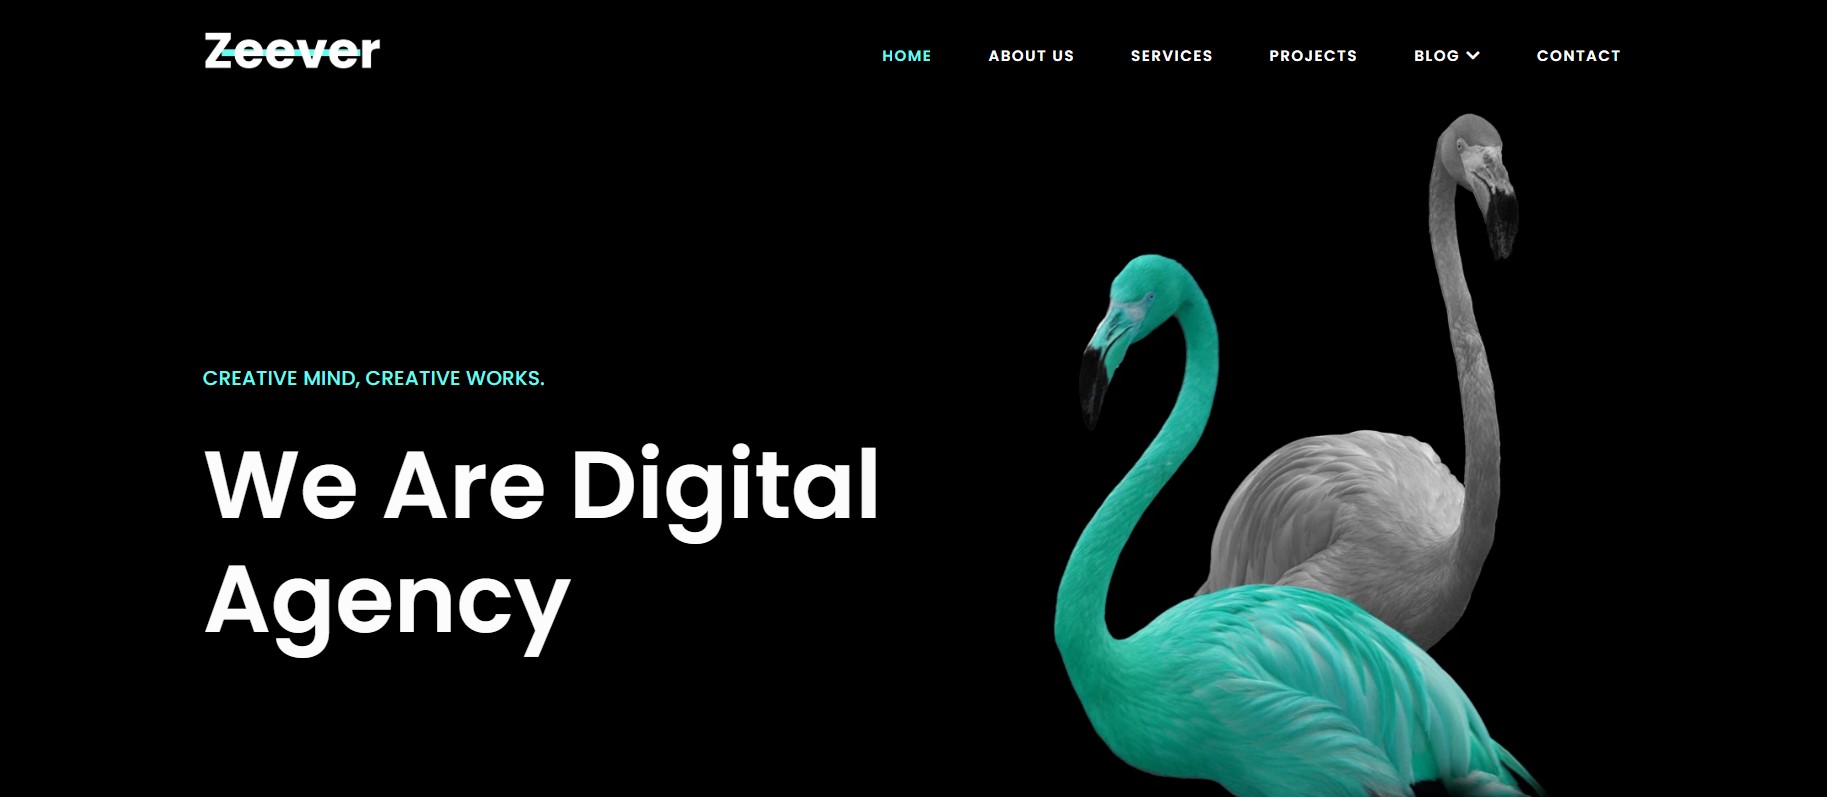 Zeever
HOME ABOUT US SERVICES PROJECTS BLOG CONTACT
CREATIVE MIND, CREATIVE WORKS.
We Are Digital
Agency